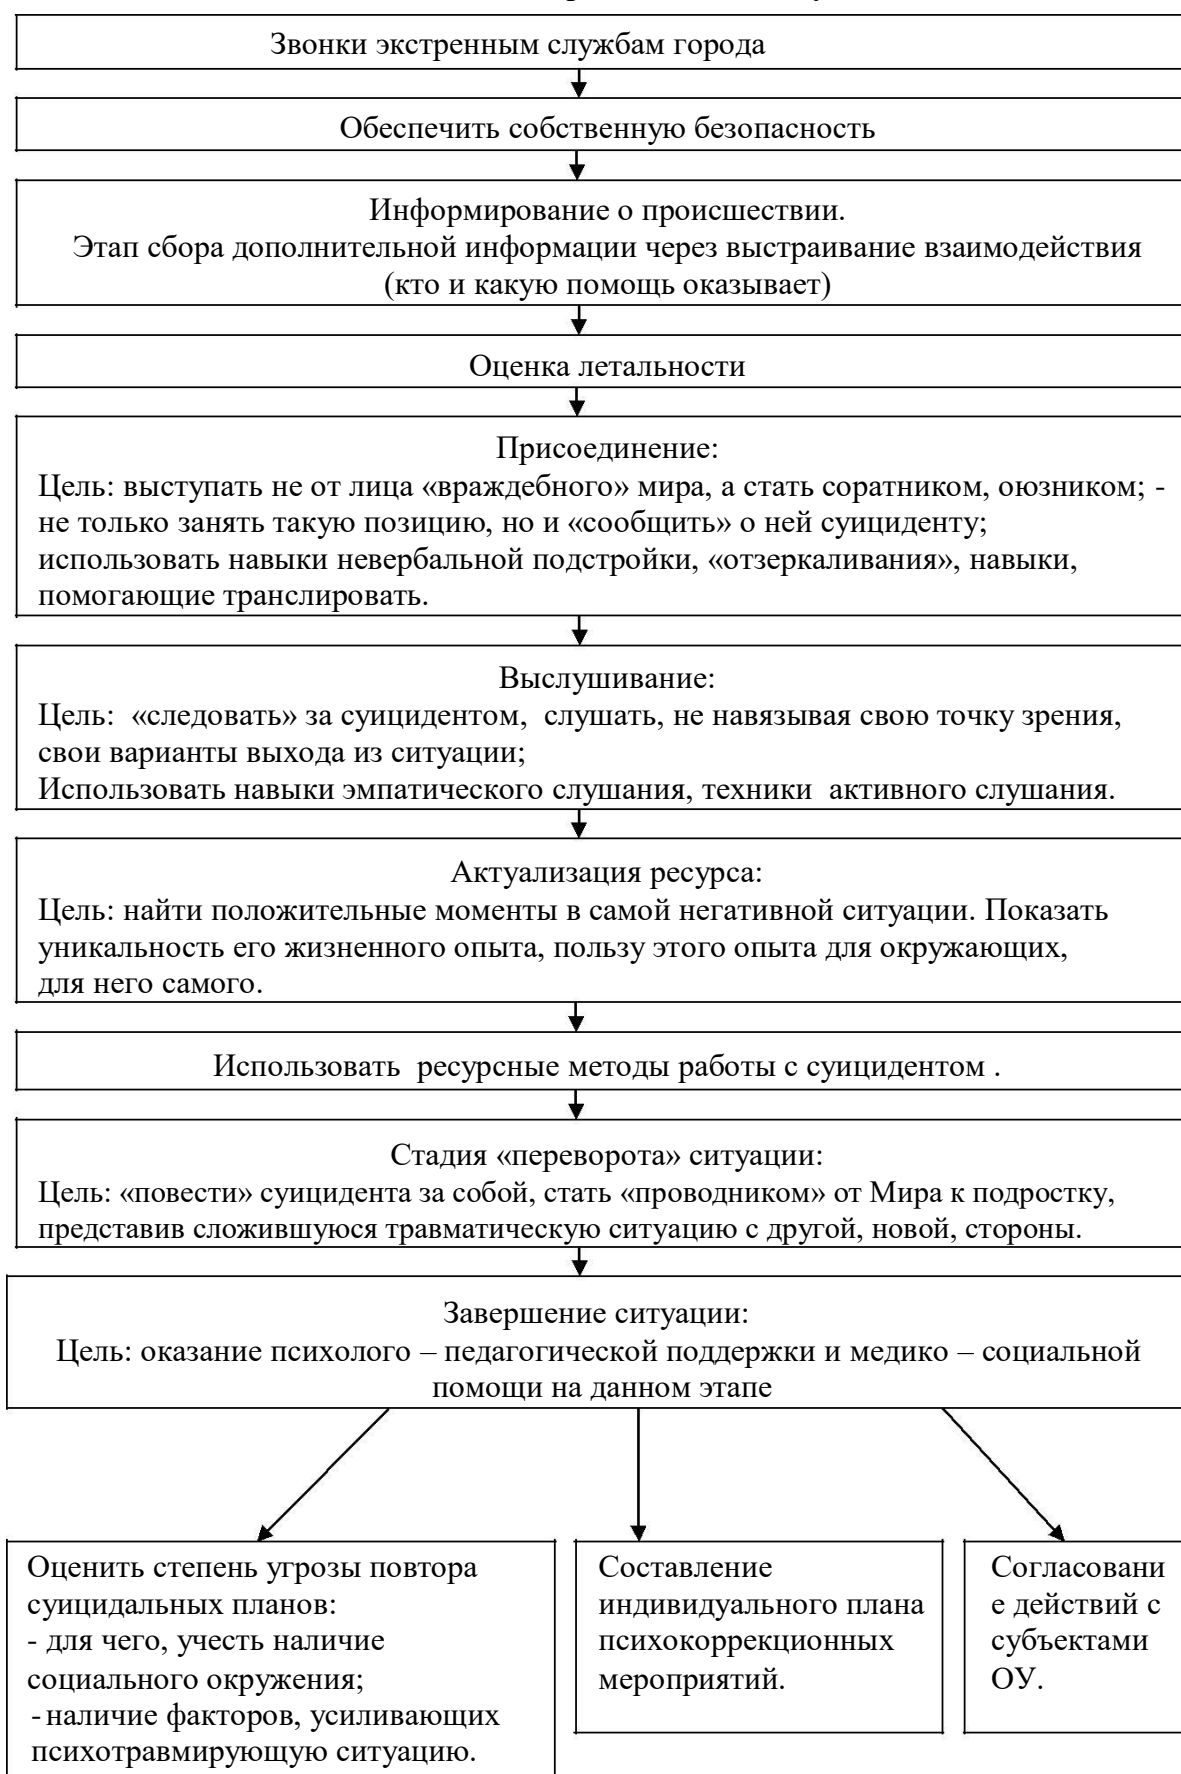 Звонки экстренным службам города
Обеспечить собственную безопасность
Информирование о происшествии.
Этап сбора дополнительной информации через выстраивание взаимодействия
(кто и какую помощь оказывает)
Оценка летальности
Присоединение:
Цель: выступать не от лица «враждебного» мира, а стать соратником, оюзником; -
не только занять такую позицию, но и «сообщить» о ней суициденту;
использовать навыки невербальной подстройки, «отзеркаливания», навыки,
помогающие транслировать.
Выслушивание:
Цель: «следовать» за суицидентом, слушать, не навязывая свою точку зрения,
свои варианты выхода из ситуации;
Использовать навыки эмпатического слушания, техники активного слушания.
Актуализация ресурса:
Цель: найти положительные моменты в самой негативной ситуации. Показать
уникальность его жизненного опыта, пользу этого опыта для окружающих,
для него самого.
Использовать ресурсные методы работы с суицидентом .
Стадия «переворота» ситуации:
Цель: «повести» суицидента за собой, стать «проводником» от Мира к подростку,
представив сложившуюся травматическую ситуацию с другой, новой, стороны.
Завершение ситуации:
Цель: оказание психолого – педагогической поддержки и медико – социальной
помощи на данном этапе
Оценить степень угрозы повтора
суицидальных планов:
- для чего, учесть наличие
социального окружения;
- наличие факторов, усиливающих
психотравмирующую ситуацию.
Составление
индивидуального плана
психокоррекционных
мероприятий.
Согласовани
е действий с
субъектами
ОУ.